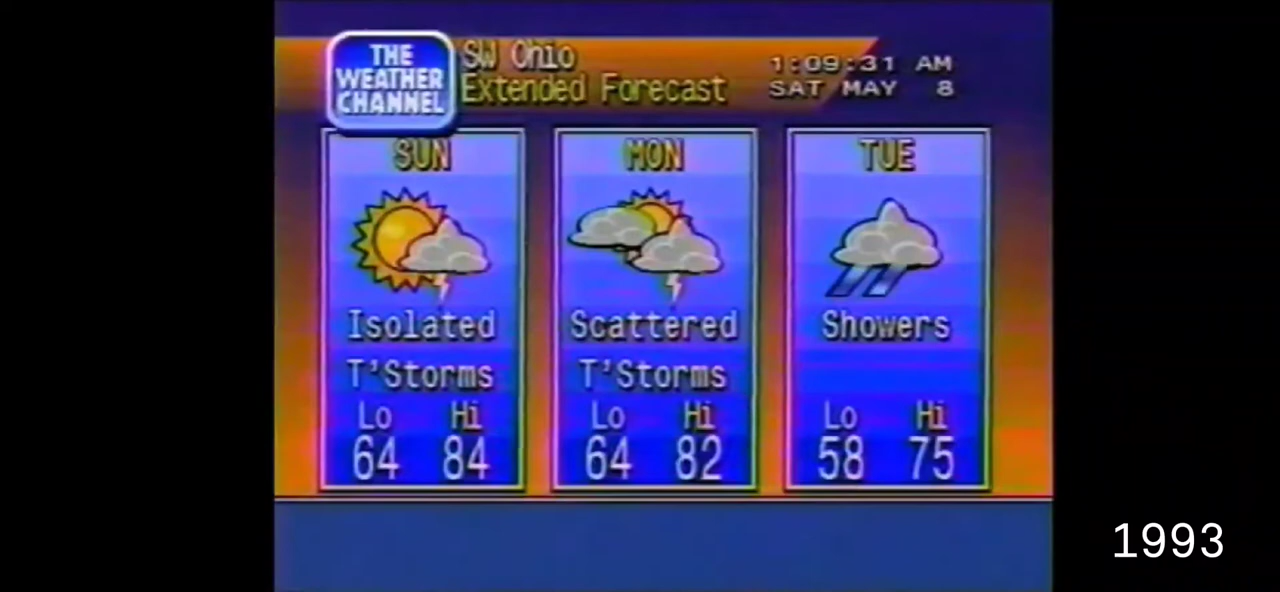 THE
WEATHER
CHANNEL
SW Ohio
Extended Forecast
1:09:31 AM
SAT MAY 8
SUN
Isolated
T'Storms
Lo Hi
64 84
MON
Scattered
T'Storms
Lo Hi
64 82
TUE
Showers
Lo Hi
58 75
1993